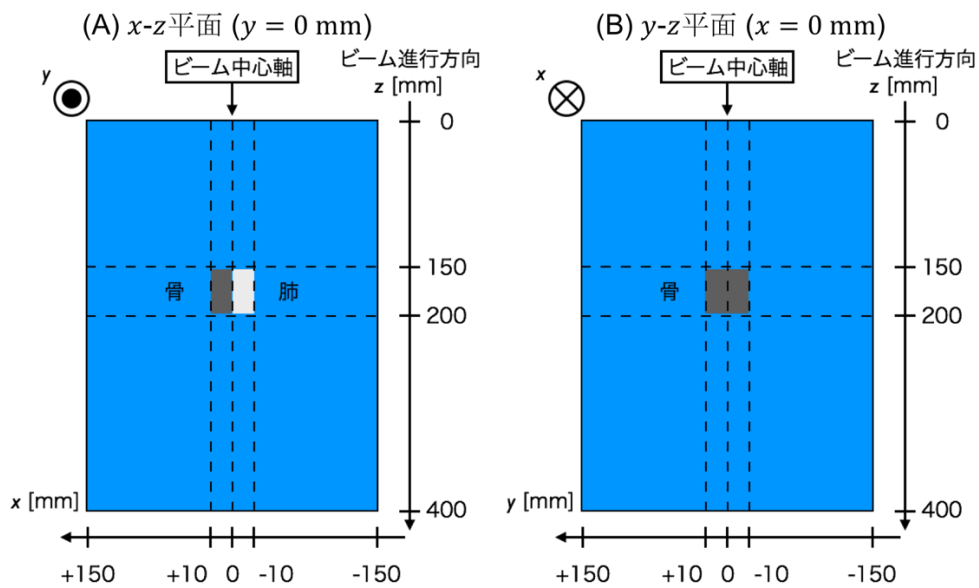 (A) x-z平面 (y = 0 mm)
ビーム中心軸
ビーム進行方向
z [mm]
y
0
150
骨
肺
200
400
x [mm]
+150
+10
0
-10
-150
(B) y-z平面 (x = 0 mm)
ビーム中心軸
ビーム進行方向
z [mm]
x
0
150
骨
200
400
y [mm]
+150
+10
0
-10
-150